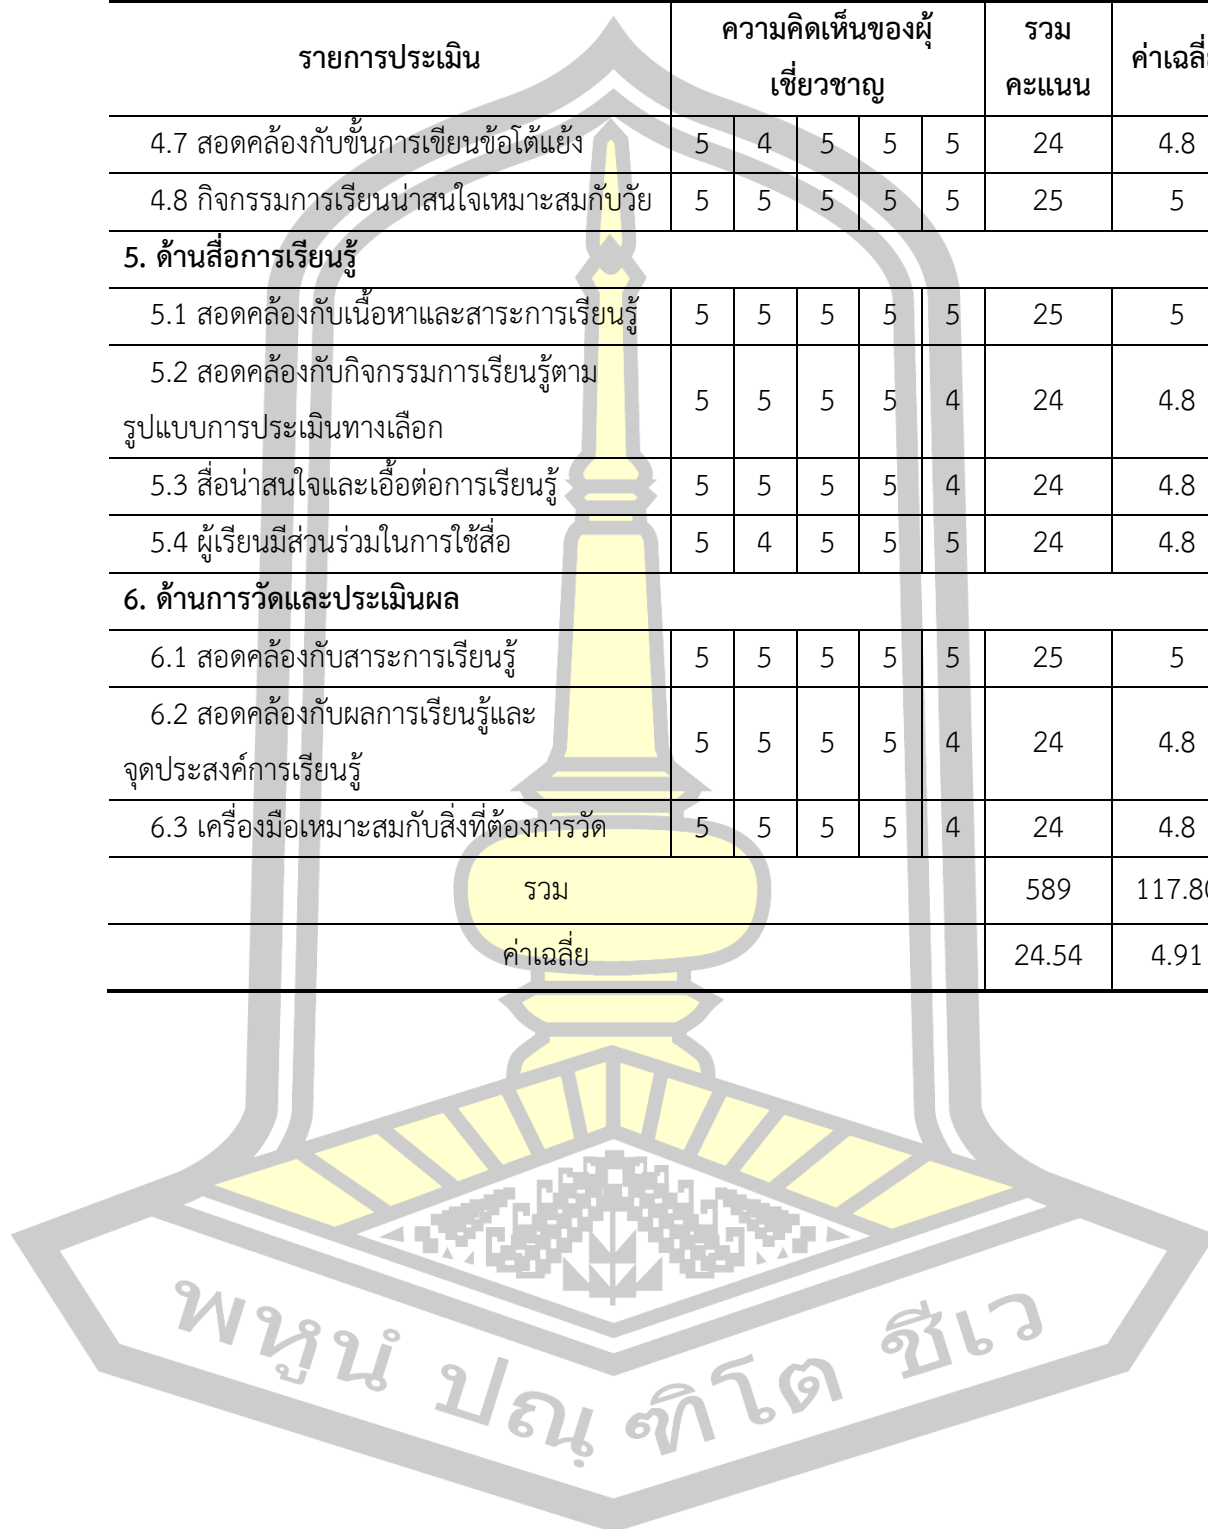 รายการประเมิน ความคิดเห็นของผุ้ รวม
เชี่ยวชาญ คะแนน
4.7 สอดคล้องกับขั้นการเขียนข้อโต้แย้ง 5 4 5 5 5 24 4.8
4.8 กิจกรรมการเรียนน่าสนใจเหมาะสมกับวัย 5 5 5 5 5 25 5
5. ด้านสื่อการเรียนรู้
5.1 สอดคล้องกับเนื้อหาและสาระการเรียนรู้ 5 5 5 5 5 25 5
5.2 สอดคล้องกับกิจกรรมการเรียนรู้ตาม
รูปแบบการประเมินทางเลือก 5 5 5 5 4 24 4.8
5.3 สื่อน่าสนใจและเอื้อต่อการเรียนรู้ 5 5 5 5 4 24 4.8
5.4 ผู้เรียนมีส่วนร่วมในการใช้สื่อ 5 4 5 5 5 24 4.8
6. ด้านการวัดและประเมินผล
6.1 สอดคล้องกับสาระการเรียนรู้ 5 5 5 5 5 25 5
6.2 สอดคล้องกับผลการเรียนรู้และ
จุดประสงค์การเรียนรู้ 5 5 5 5 4 24 4.8
6.3 เครื่องมือเหมาะสมกับสิ่งที่ต้องการวัด 5 5 5 5 4 24 4.8
รวม 589 117.80
ค่าเฉลี่ย 24.54 4.91
พหูนํ ปณฺ ฑิโต ชีเว